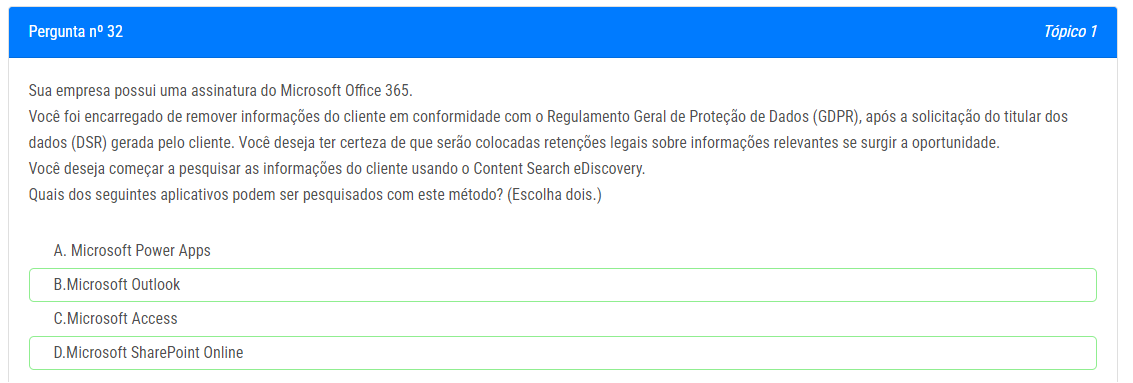 Pergunta nº 32
Tópico 1
Sua empresa possui uma assinatura do Microsoft Office 365.
Você foi encarregado de remover informações do cliente em conformidade com o Regulamento Geral de Proteção de Dados (GDPR), após a solicitação do titular dos
dados (DSR) gerada pelo cliente. Você deseja ter certeza de que serão colocadas retenções legais sobre informações relevantes se surgir a oportunidade.
Você deseja começar a pesquisar as informações do cliente usando o Content Search eDiscovery.
Quais dos seguintes aplicativos podem ser pesquisados com este método? (Escolha dois.)
A. Microsoft Power Apps
B.Microsoft Outlook
C.Microsoft Access
D.Microsoft SharePoint Online